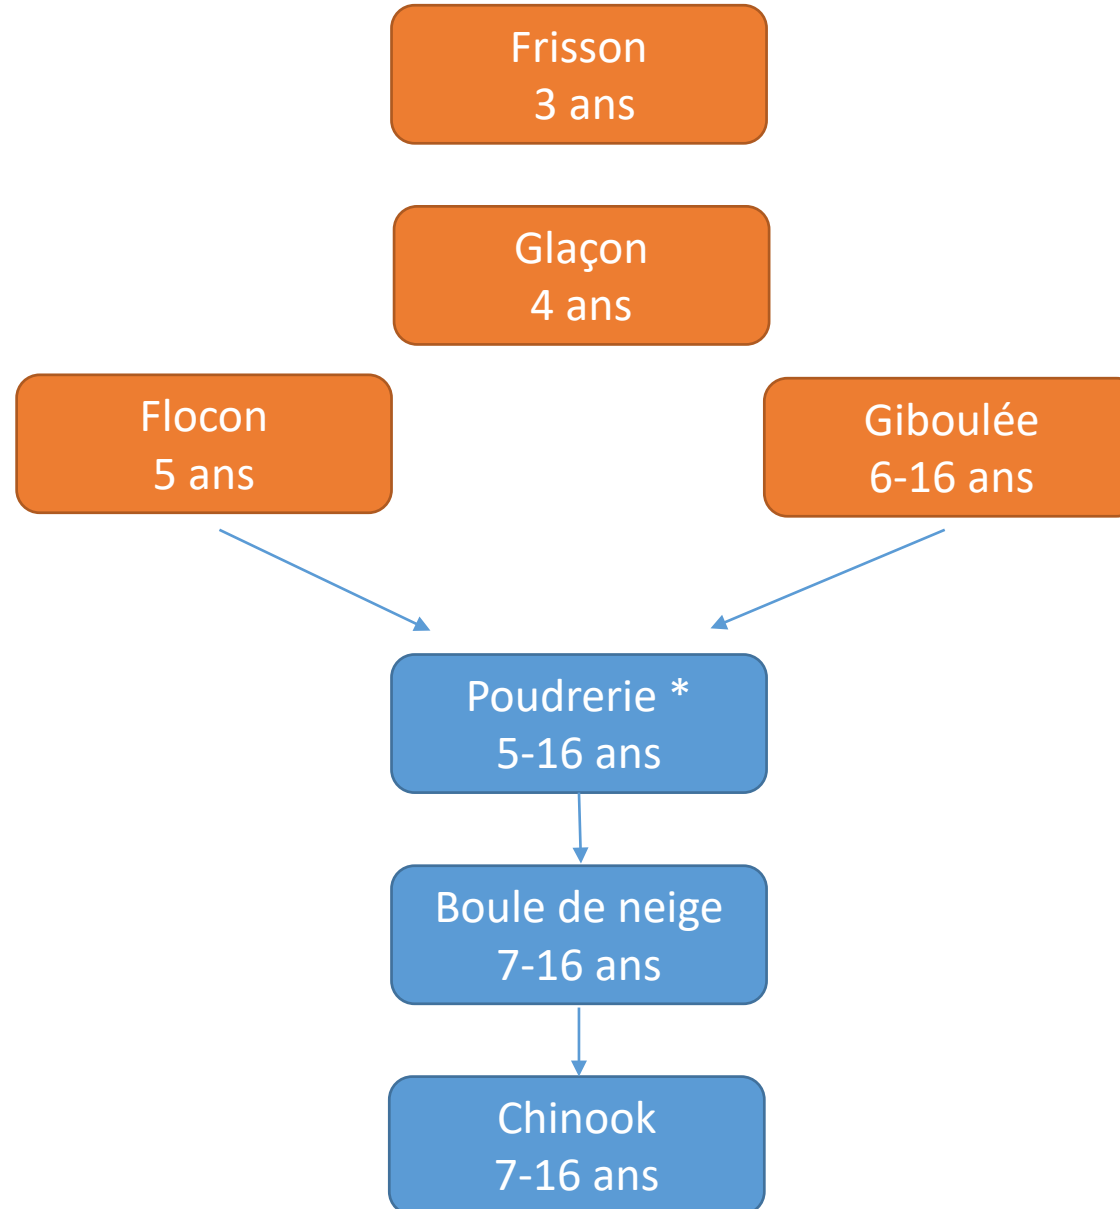 Frisson
3 ans
Glaçon
4 ans
Flocon
5 ans
Giboulée
6-16 ans
Poudrerie *
5-16 ans
Boule de neige
7-16 ans
Chinook
7-16 ans